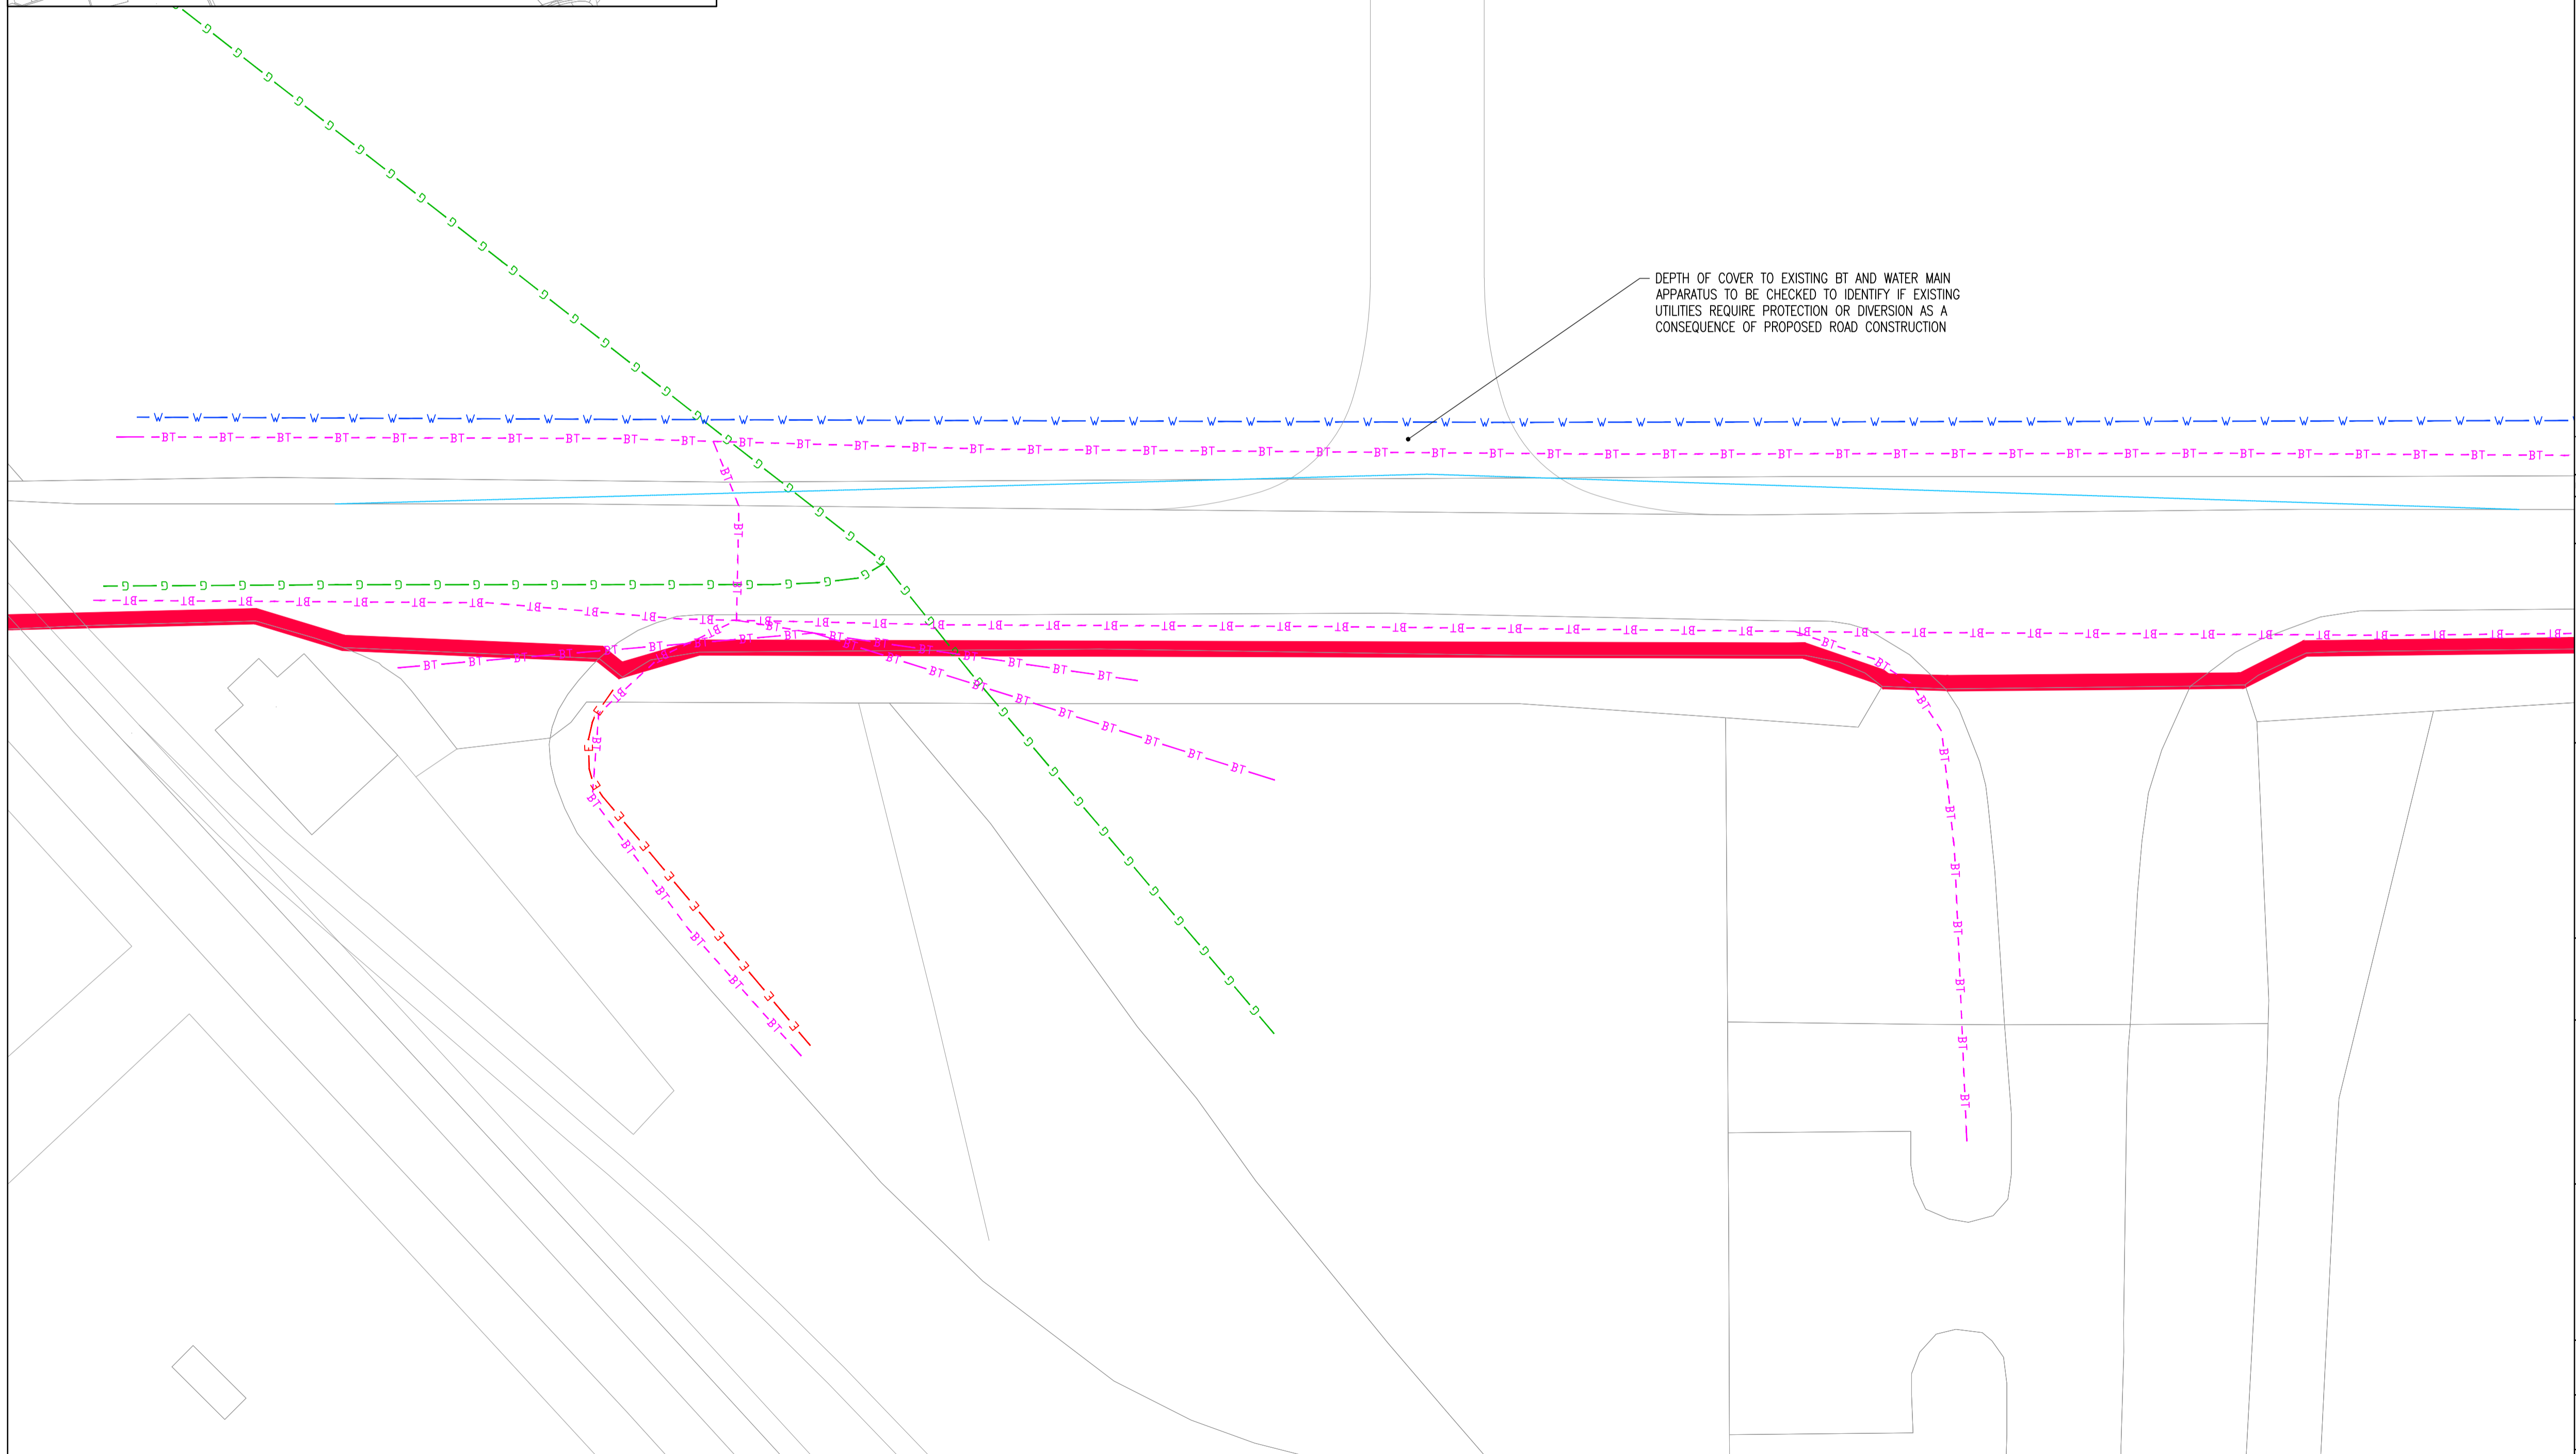 DEPTH OF COVER TO EXISTING BT AND WATER MAIN
APPARATUS TO BE CHECKED TO IDENTIFY IF EXISTING
UTILITIES REQUIRE PROTECTION OR DIVERSION AS A
CONSEQUENCE OF PROPOSED ROAD CONSTRUCTION
G
W
BT
E